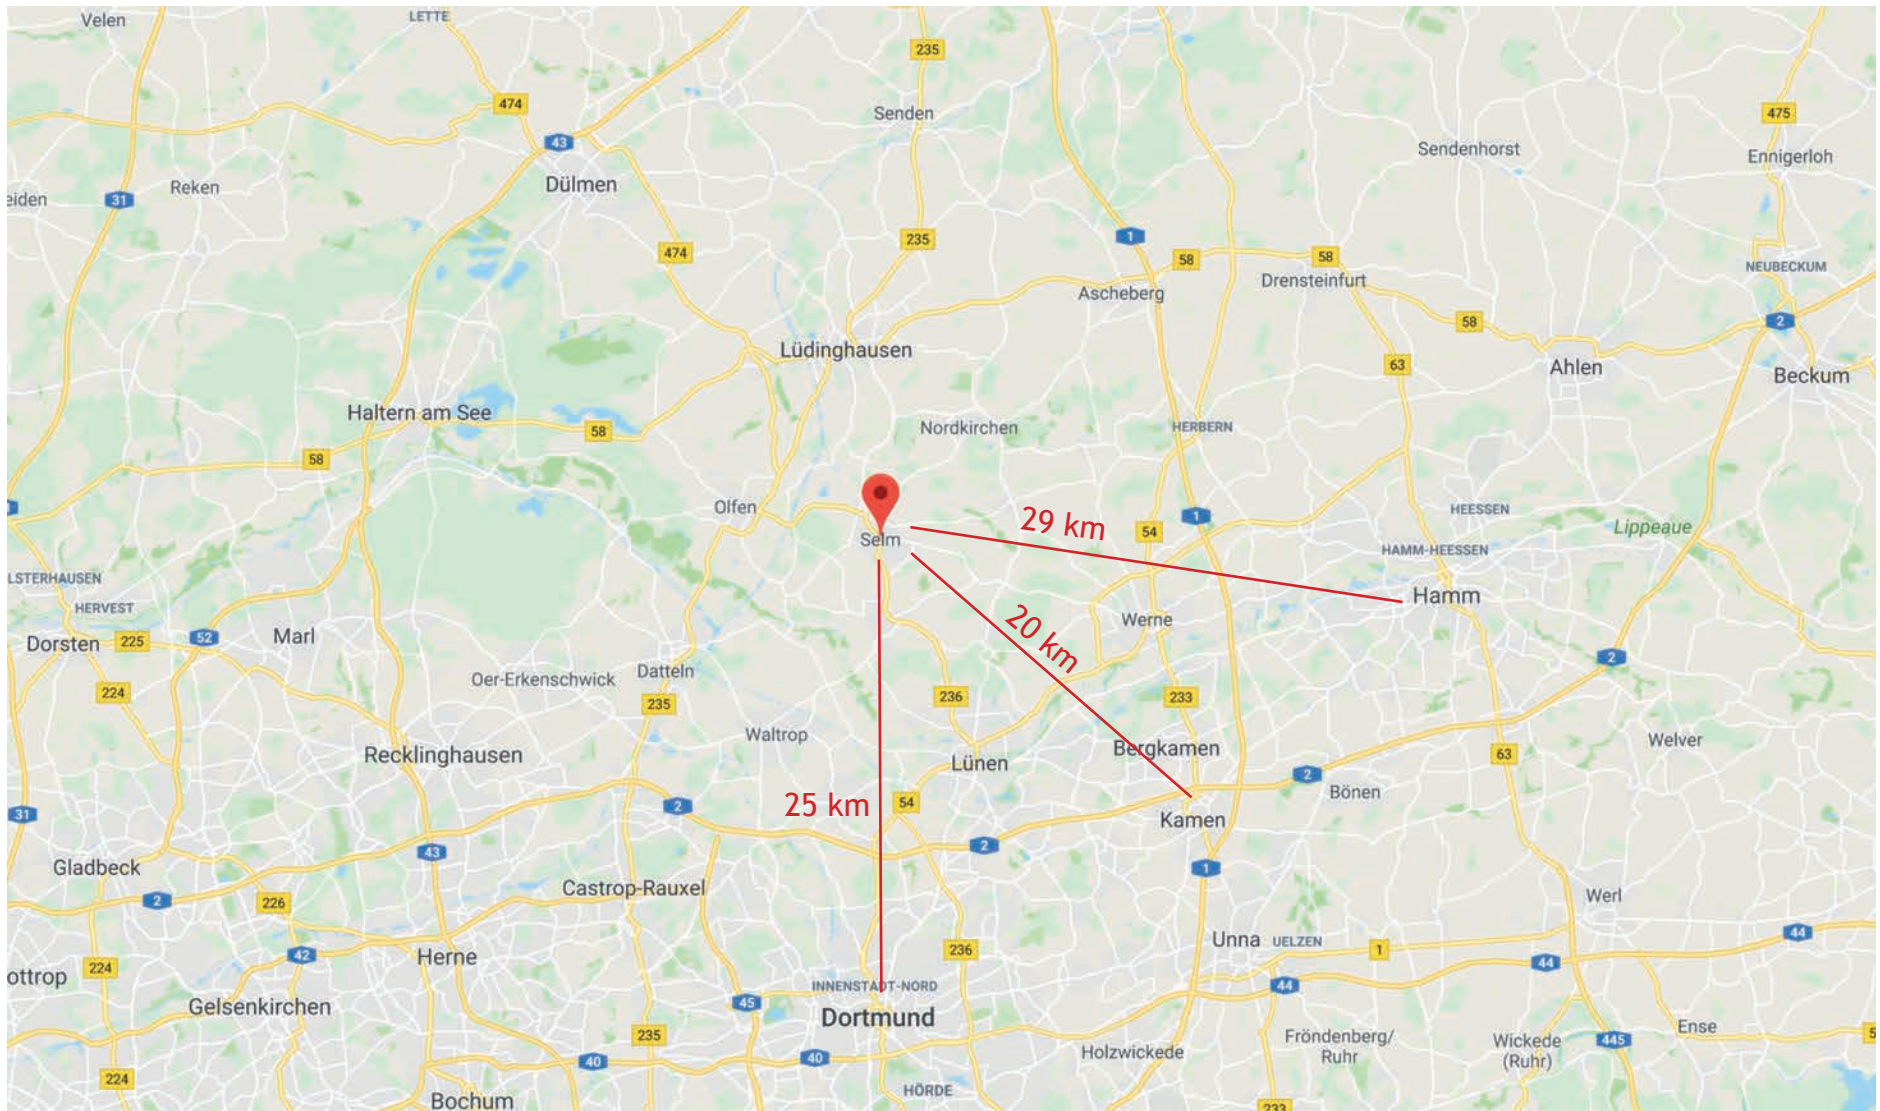 Velen
LETTE
235
474
Senden
475
43
Sendenhorst
Ennigerloh
Dülmen
Reken
eiden
31
1
235
474
58
58
NEUBECKUM
Drensteinfurt
Ascheberg
2
58
Lüdinghausen
63
Ahlen
Beckum
Haltern am See
Nordkirchen
HERBERN
58
58
Olfen
HEESSEN
1
29 km
54
Lippeaue
Selm
HAMM-HEESSEN
LSTERHAUSEN
Hamm
HERVEST
Werne
20 km
Marl
52
Dorsten
225
2
Datteln
Oer-Erkenschwick
224
236
233
235
Waltrop
Welver
Bergkamen
Recklinghausen
63
Lünen
2
Bönen
54
25 km
2
31
Kamen
2
43
Gladbeck
1
Castrop-Rauxel
Werl
2
226
44
Unna
UELZEN
1
236
42
Herne
44
224
ottrop
44
INNENSTADT-NORD
45
Gelsenkirchen
Dortmund
Ense
235
5
Fröndenberg/
Ruhr
Wickede
(Ruhr)
445
Holzwickede
40
40
224
HÖRDE
Bochum
233